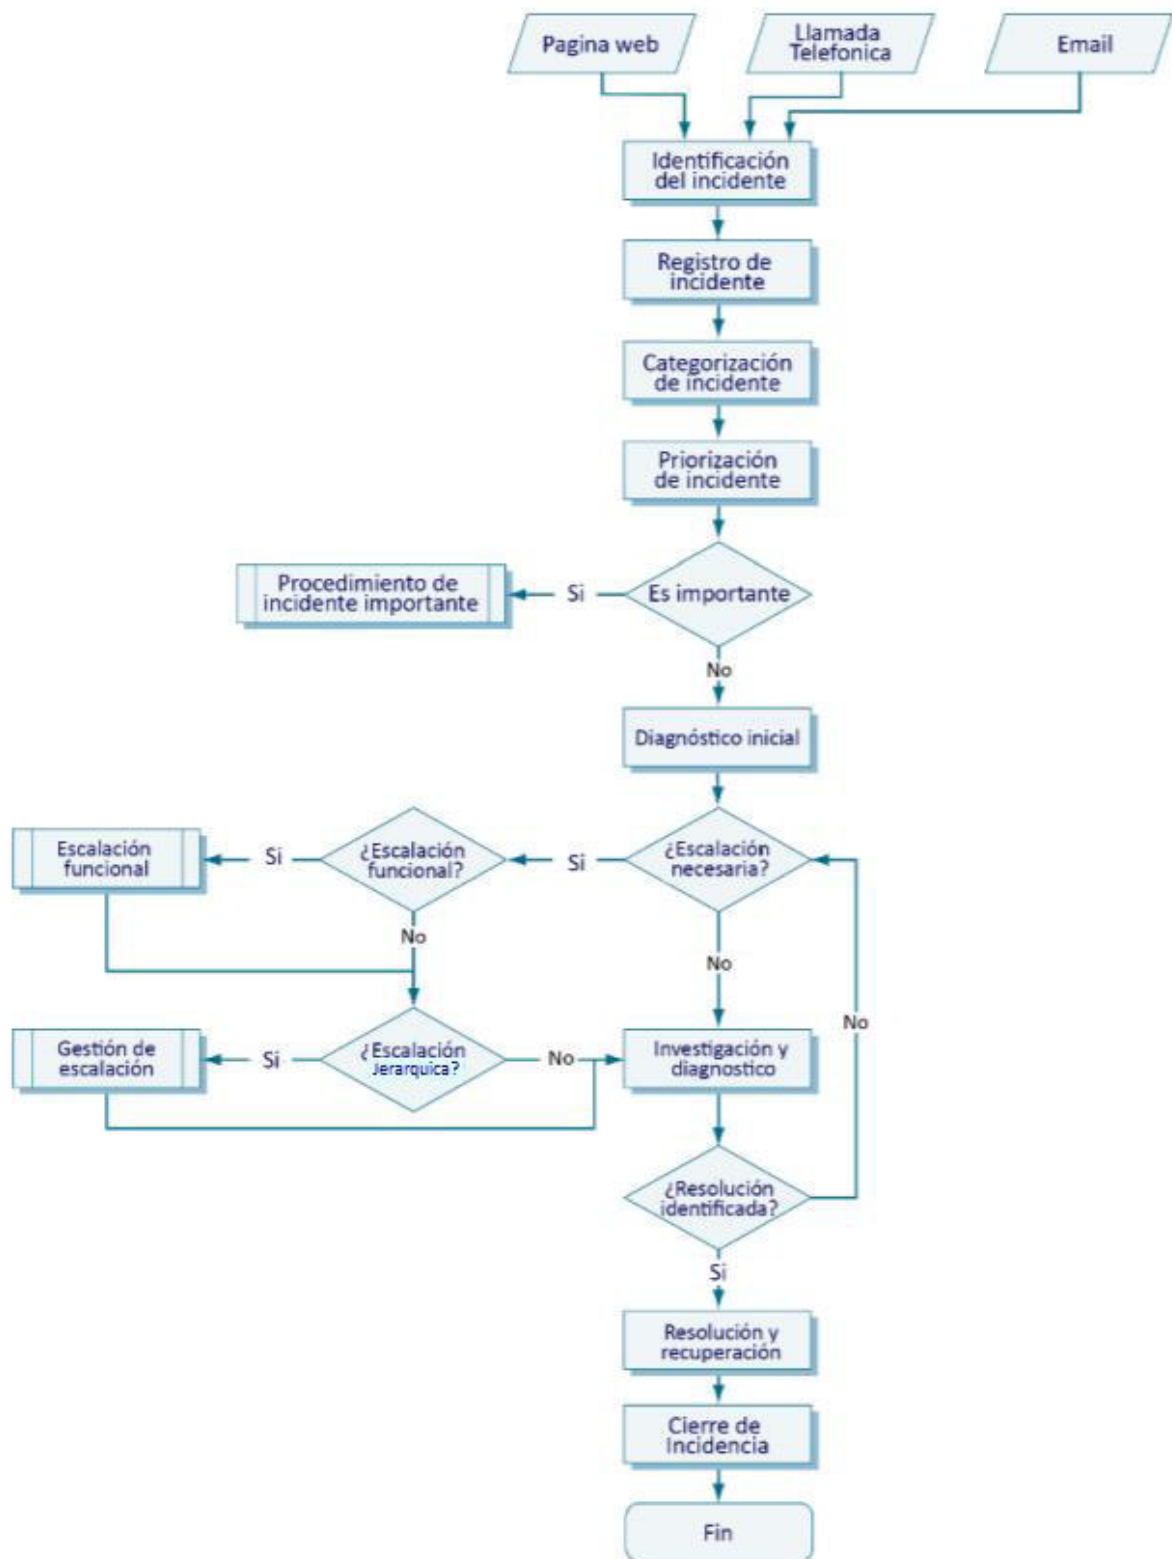 Pagina web
Llamada
Telefonica
Email
Identificación
del incidente
Registro de
incidente
Categorización
de incidente
Priorización
de incidente
Procedimiento de
incidente importante
Si
Es importante
No
Diagnóstico inicial
Escalación
funcional
Si
¿Escalación
funcional?
Si
¿Escalación
necesaria?
No
No
Gestión de
escalación
Si
¿Escalación
Jerarquica?
No
Investigación y
diagnostico
No
¿Resolución
identificada?
Si
Resolución y
recuperación
Cierre de
Incidencia
Fin